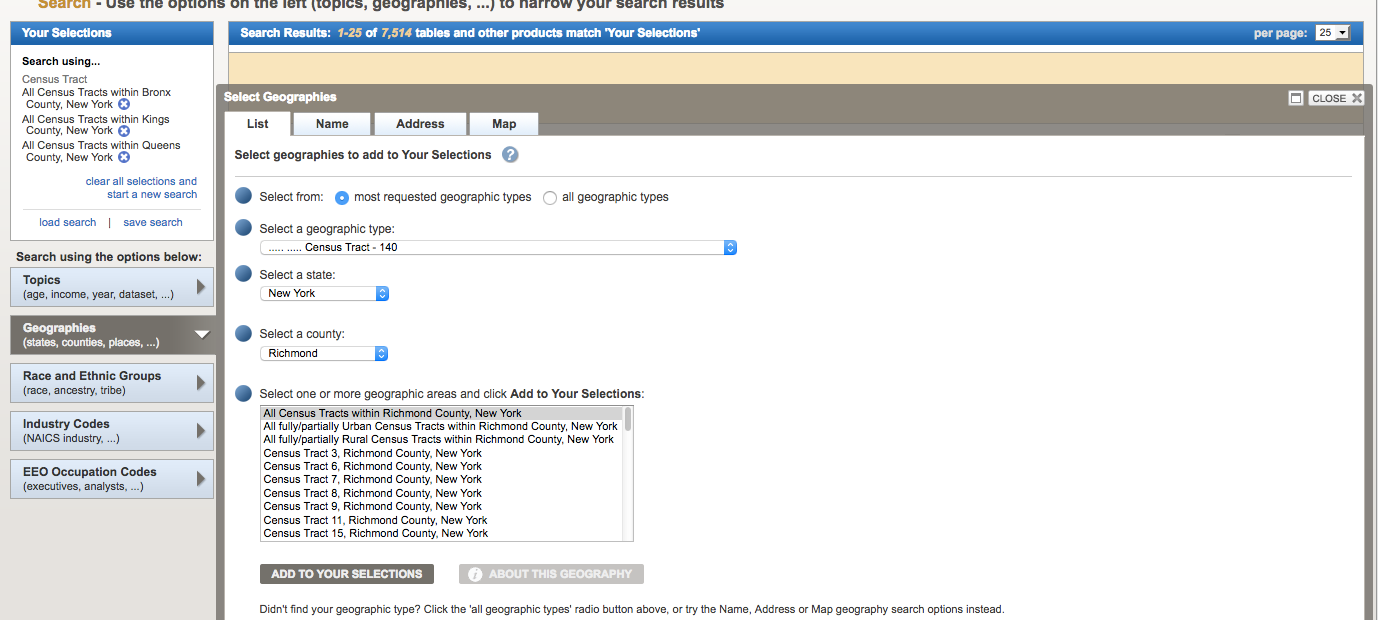 Search - Use the options on the left (topics, geographies, ...) to narrow your search results
Your Selections
Search using...
Census Tract
All Census Tracts within Bronx
County, New York
All Census Tracts within Kings
County, New York
All Census Tracts within Queens
County, New York
clear all selections and
start a new search
load search | save search
Search using the options below:
Topics
(age, income, year, dataset, ...)
Geographies
(states, counties, places, ...)
Race and Ethnic Groups
(race, ancestry, tribe)
Industry Codes
(NAICS industry, ...)
EEO Occupation Codes
(executives, analysts, ...)
Search Results: 1-25 of 7,514 tables and other products match 'Your Selections'
per page: 25
Select Geographies
CLOSE
List Name Address Map
Select geographies to add to Your Selections ?
Select from: most requested geographic types all geographic types
Select a geographic type:
..... ..... Census Tract - 140
Select a state:
New York
Select a county:
Richmond
Select one or more geographic areas and click Add to Your Selections:
All Census Tracts within Richmond County, New York
All fully/partially Urban Census Tracts within Richmond County, New York
All fully/partially Rural Census Tracts within Richmond County, New York
Census Tract 3, Richmond County, New York
Census Tract 6, Richmond County, New York
Census Tract 7, Richmond County, New York
Census Tract 8, Richmond County, New York
Census Tract 9, Richmond County, New York
Census Tract 11, Richmond County, New York
Census Tract 15, Richmond County, New York
ADD TO YOUR SELECTIONS i ABOUT THIS GEOGRAPHY
Didn't find your geographic type? Click the 'all geographic types' radio button above, or try the Name, Address or Map geography search options instead.